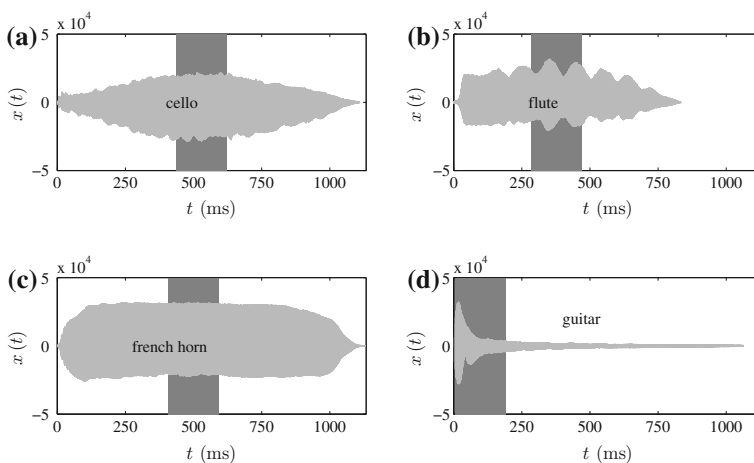 (a)
5 x 10^4
x (t)
0
−5
cello
0 250 500 750 1000
t (ms)
(b)
5 x 10^4
x (t)
0
−5
flute
0 250 500 750 1000
t (ms)
(c)
5 x 10^4
x (t)
0
−5
french horn
0 250 500 750 1000
t (ms)
(d)
5 x 10^4
x (t)
0
−5
guitar
0 250 500 750 1000
t (ms)